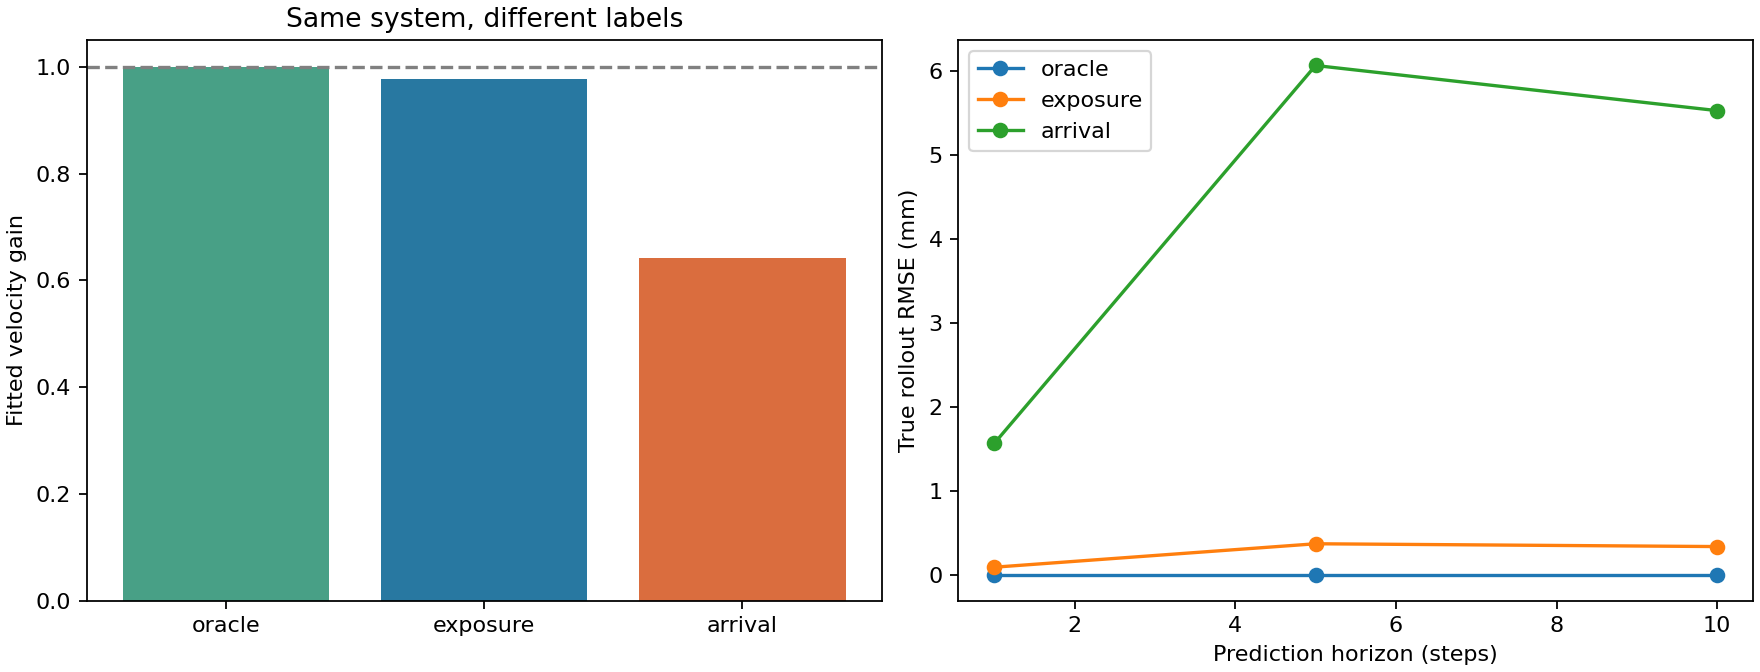 Same system, different labels
Fitted velocity gain
1.0
0.8
0.6
0.4
0.2
0.0
oracle
exposure
arrival
True rollout RMSE (mm)
6
5
4
3
2
1
0
oracle
exposure
arrival
2 4 6 8 10
Prediction horizon (steps)